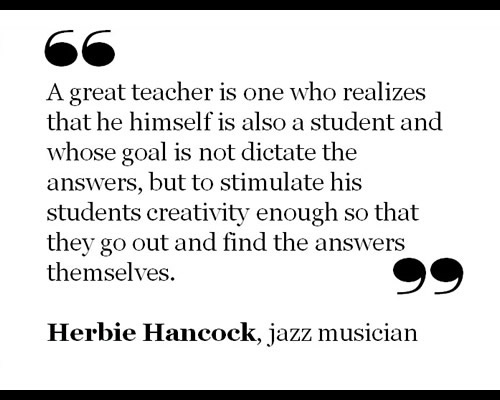 “
A great teacher is one who realizes
that he himself is also a student and
whose goal is not dictate the
answers, but to stimulate his
students creativity enough so that
they go out and find the answers
themselves.
”
Herbie Hancock, jazz musician